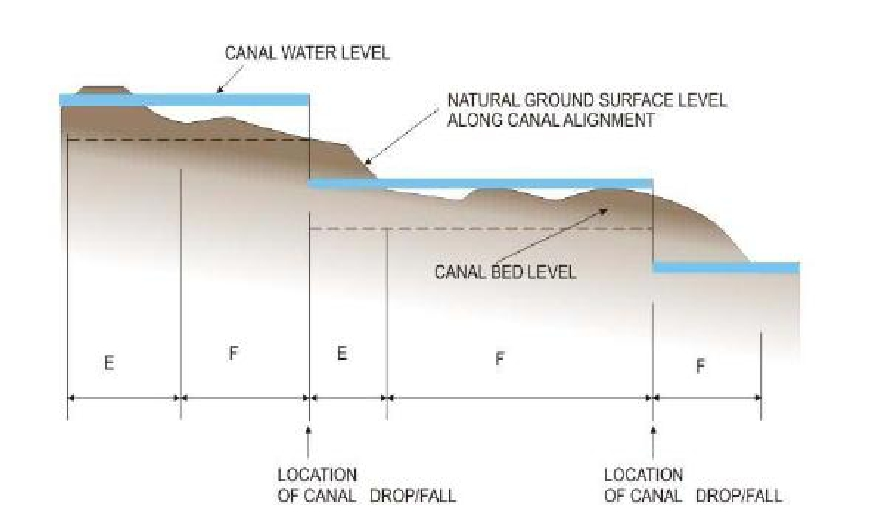 CANAL WATER LEVEL
NATURAL GROUND SURFACE LEVEL
ALONG CANAL ALIGNMENT
CANAL BED LEVEL
E
F
E
F
F
LOCATION
OF CANAL DROP/FALL
LOCATION
OF CANAL DROP/FALL